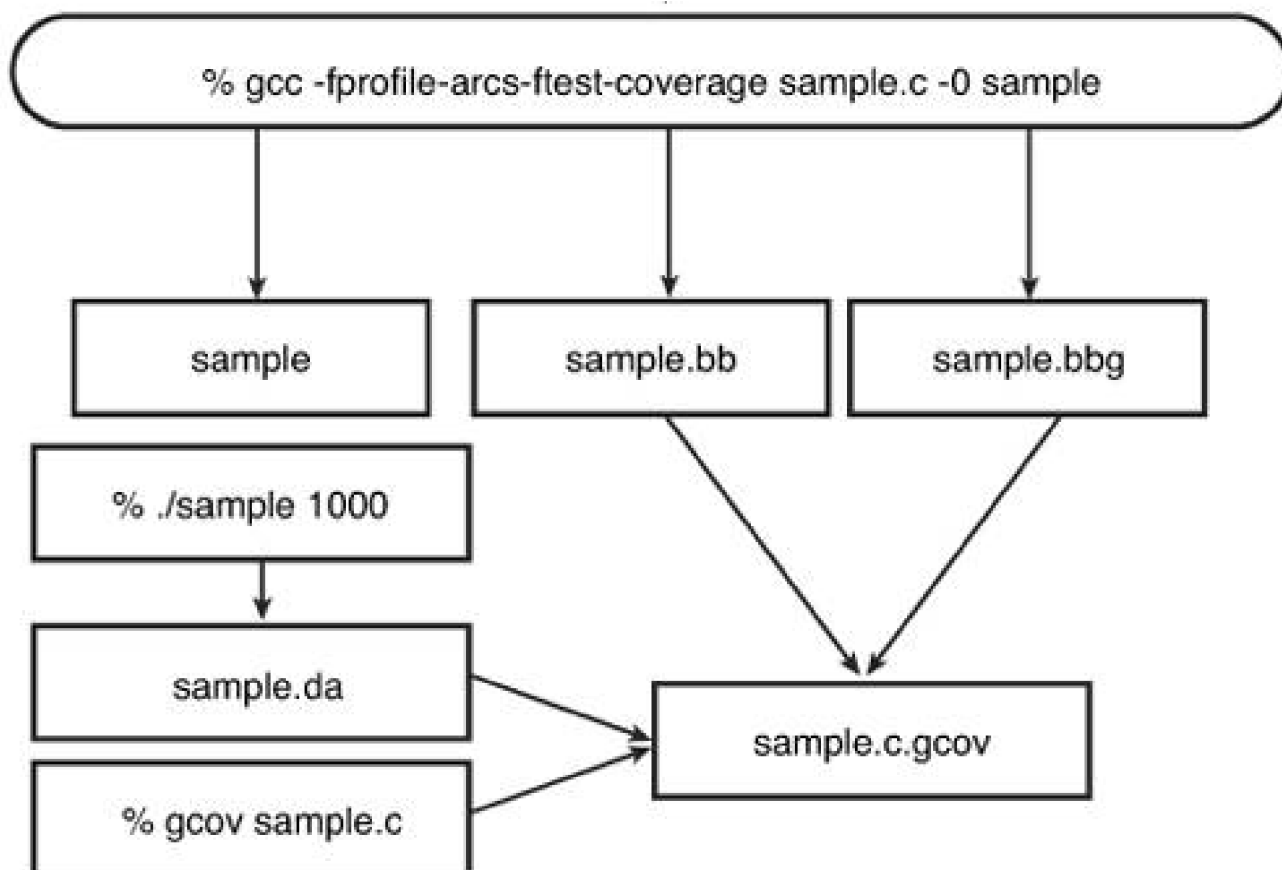 % gcc -fprofile-arcs-ftest-coverage sample.c -0 sample
sample
sample.bb
sample.bbg
% ./sample 1000
sample.da
sample.c.gcov
% gcov sample.c